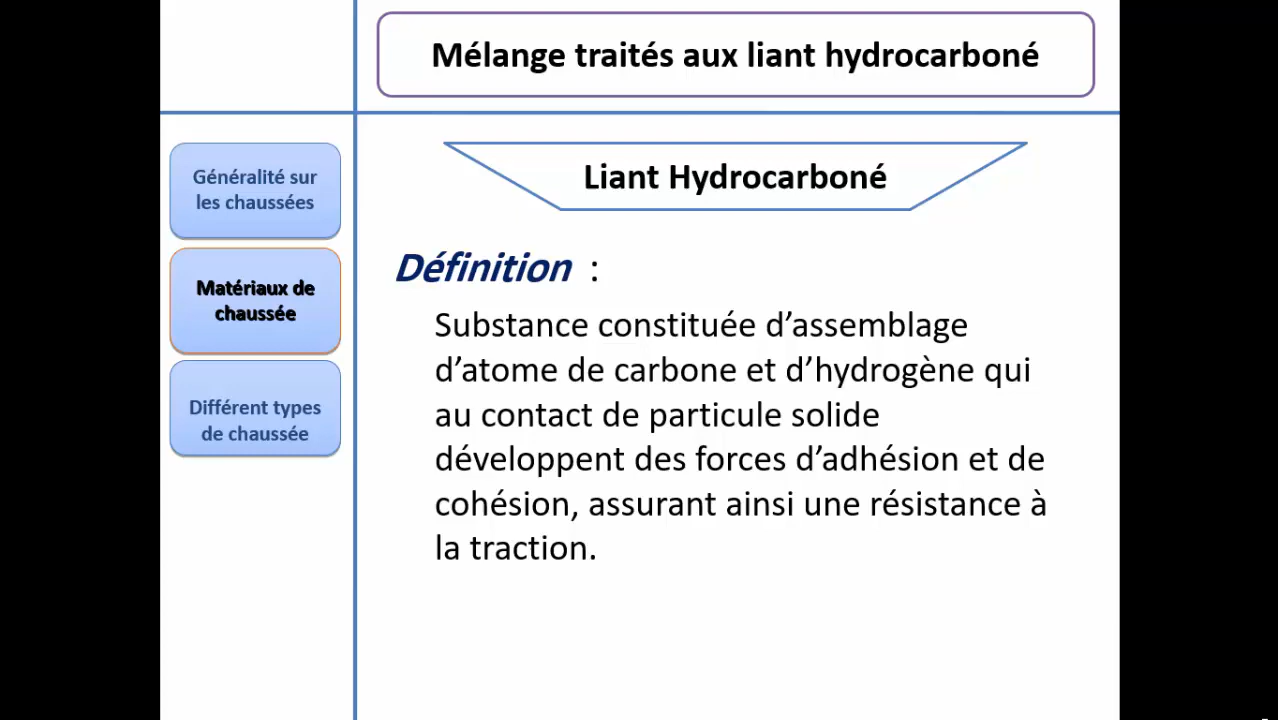 Mélange traités aux liant hydrocarboné
Généralité sur
les chaussées
Matériaux de
chaussée
Différent types
de chaussée
Liant Hydrocarboné
Définition :
Substance constituée d’assemblage
d’atome de carbone et d’hydrogène qui
au contact de particule solide
développent des forces d’adhésion et de
cohésion, assurant ainsi une résistance à
la traction.